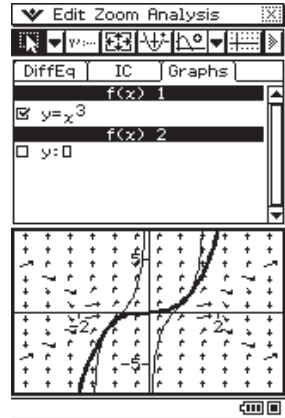 Edit Zoom Analysis
DiffEq IC Graphs
f(x) 1
y=x³
f(x) 2
y:□
5
-2 2
-5